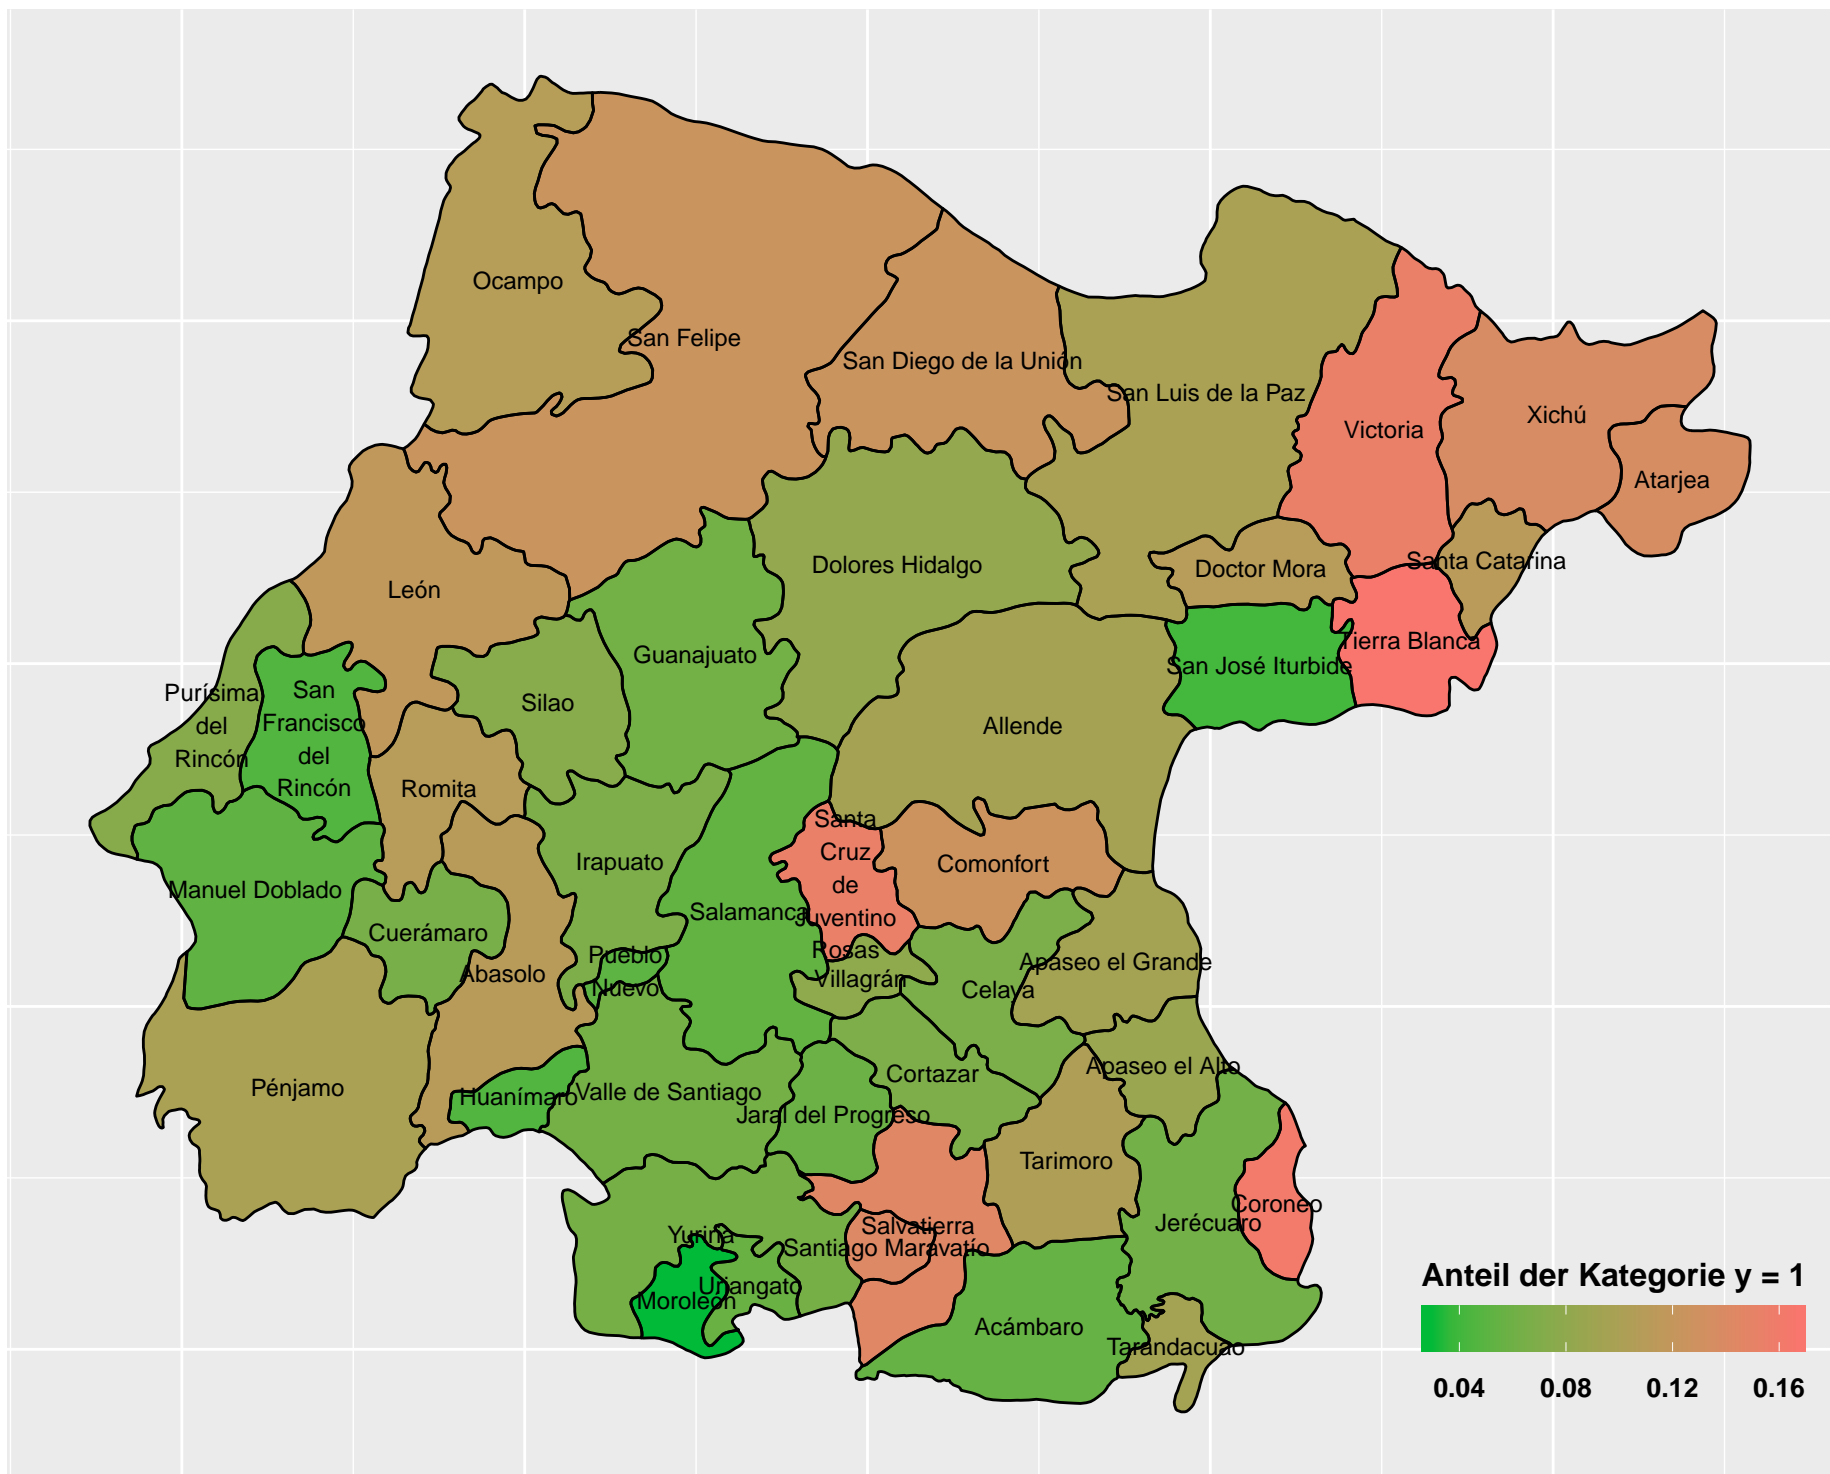 Ocampo
San Felipe
San Diego de la Unión
San Luis de la Paz
Victoria
Xichú
Atarjea
Santa Catarina
Doctor Mora
Dolores Hidalgo
León
Tierra Blanca
San José Iturbide
Guanajuato
Silao
Purísima
del
Rincón
San
Francisco
del
Rincón
Allende
Romita
Santa
Cruz
de
Juventino
Rosas
Irapuato
Comonfort
Manuel Doblado
Salamanca
Cuerámaro
Abasolo
Pueblo
Nuevo
Villagrán
Apaseo el Grande
Celaya
Pénjamo
Huanímaro
Valle de Santiago
Cortazar
Apaseo el Alto
Jaral del Progreso
Tarimoro
Coroneo
Jerécuaro
Salvatierra
Yuriria
Santiago Maravatío
Uriangato
Moroleón
Acámbaro
Tarandacuao
Anteil der Kategorie y = 1
0.04 0.08 0.12 0.16